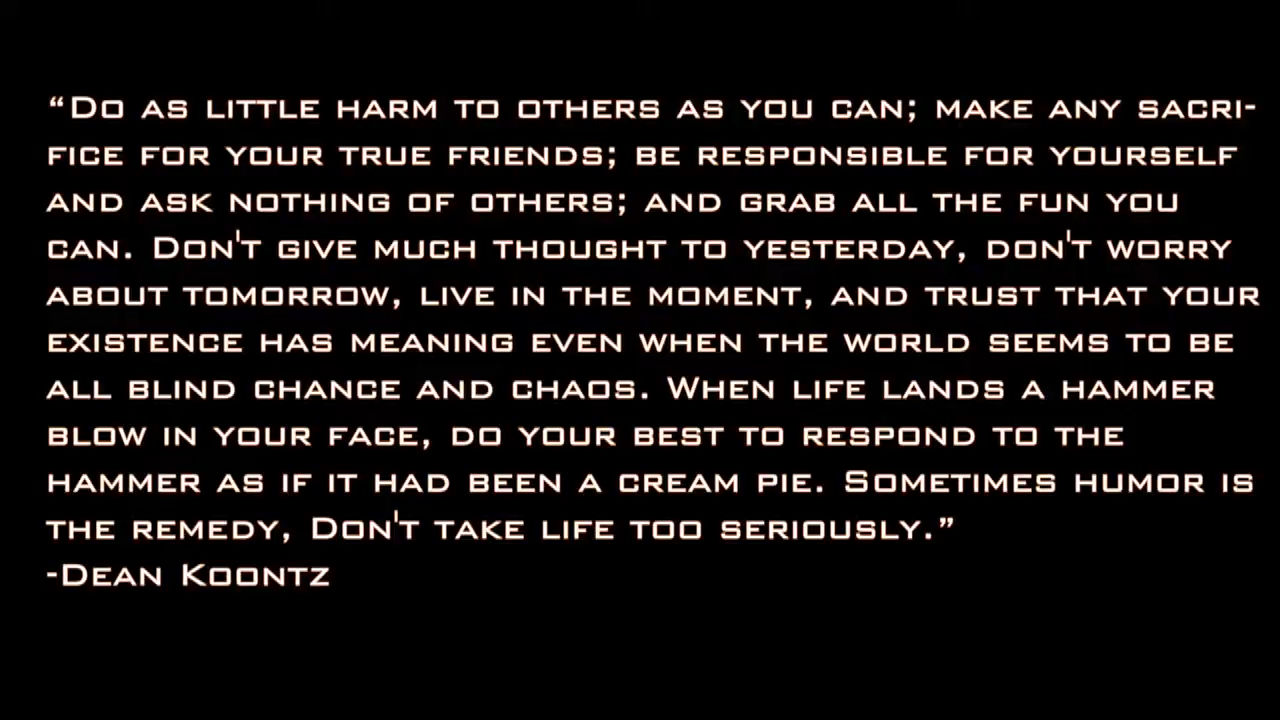 “Do as little harm to others as you can; make any sacri-
fice for your true friends; be responsible for yourself
and ask nothing of others; and grab all the fun you
can. Don't give much thought to yesterday, don't worry
about tomorrow, live in the moment, and trust that your
existence has meaning even when the world seems to be
all blind chance and chaos. When life lands a hammer
blow in your face, do your best to respond to the
hammer as if it had been a cream pie. Sometimes humor is
the remedy, Don't take life too seriously.”
-Dean Koontz